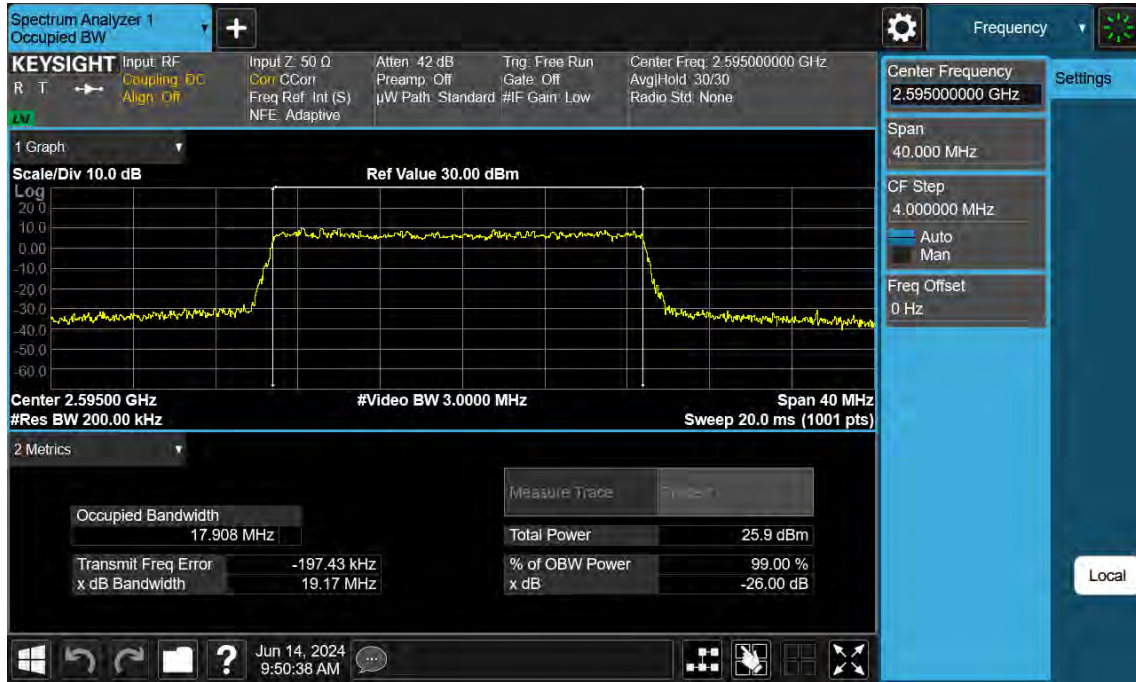 Spectrum Analyzer 1
Occupied BW
+
Frequency
KEYSIGHT
R T
LXI
Input: RF
Coupling: DC
Align: Off
Input Z: 50 Ω
Corr CCorr
Freq Ref: Int (S)
NFE: Adaptive
Atten: 42 dB
Preamp: Off
µW Path: Standard
Trig: Free Run
Gate: Off
#IF Gain: Low
Center Freq: 2.595000000 GHz
Avg|Hold: 30/30
Radio Std: None
Center Frequency
2.595000000 GHz
Settings
Span
40.000 MHz
CF Step
4.000000 MHz
Auto
Man
Freq Offset
0 Hz
Local
1 Graph
Scale/Div 10.0 dB
Ref Value 30.00 dBm
Log
20.0
10.0
0.00
-10.0
-20.0
-30.0
-40.0
-50.0
-60.0
Center 2.59500 GHz
#Video BW 3.0000 MHz
Span 40 MHz
#Res BW 200.00 kHz
Sweep 20.0 ms (1001 pts)
2 Metrics
Measure Trace
Occupied Bandwidth
17.908 MHz
Total Power 25.9 dBm
Transmit Freq Error -197.43 kHz
% of OBW Power 99.00 %
x dB Bandwidth 19.17 MHz
x dB -26.00 dB
?
Jun 14, 2024
9:50:38 AM